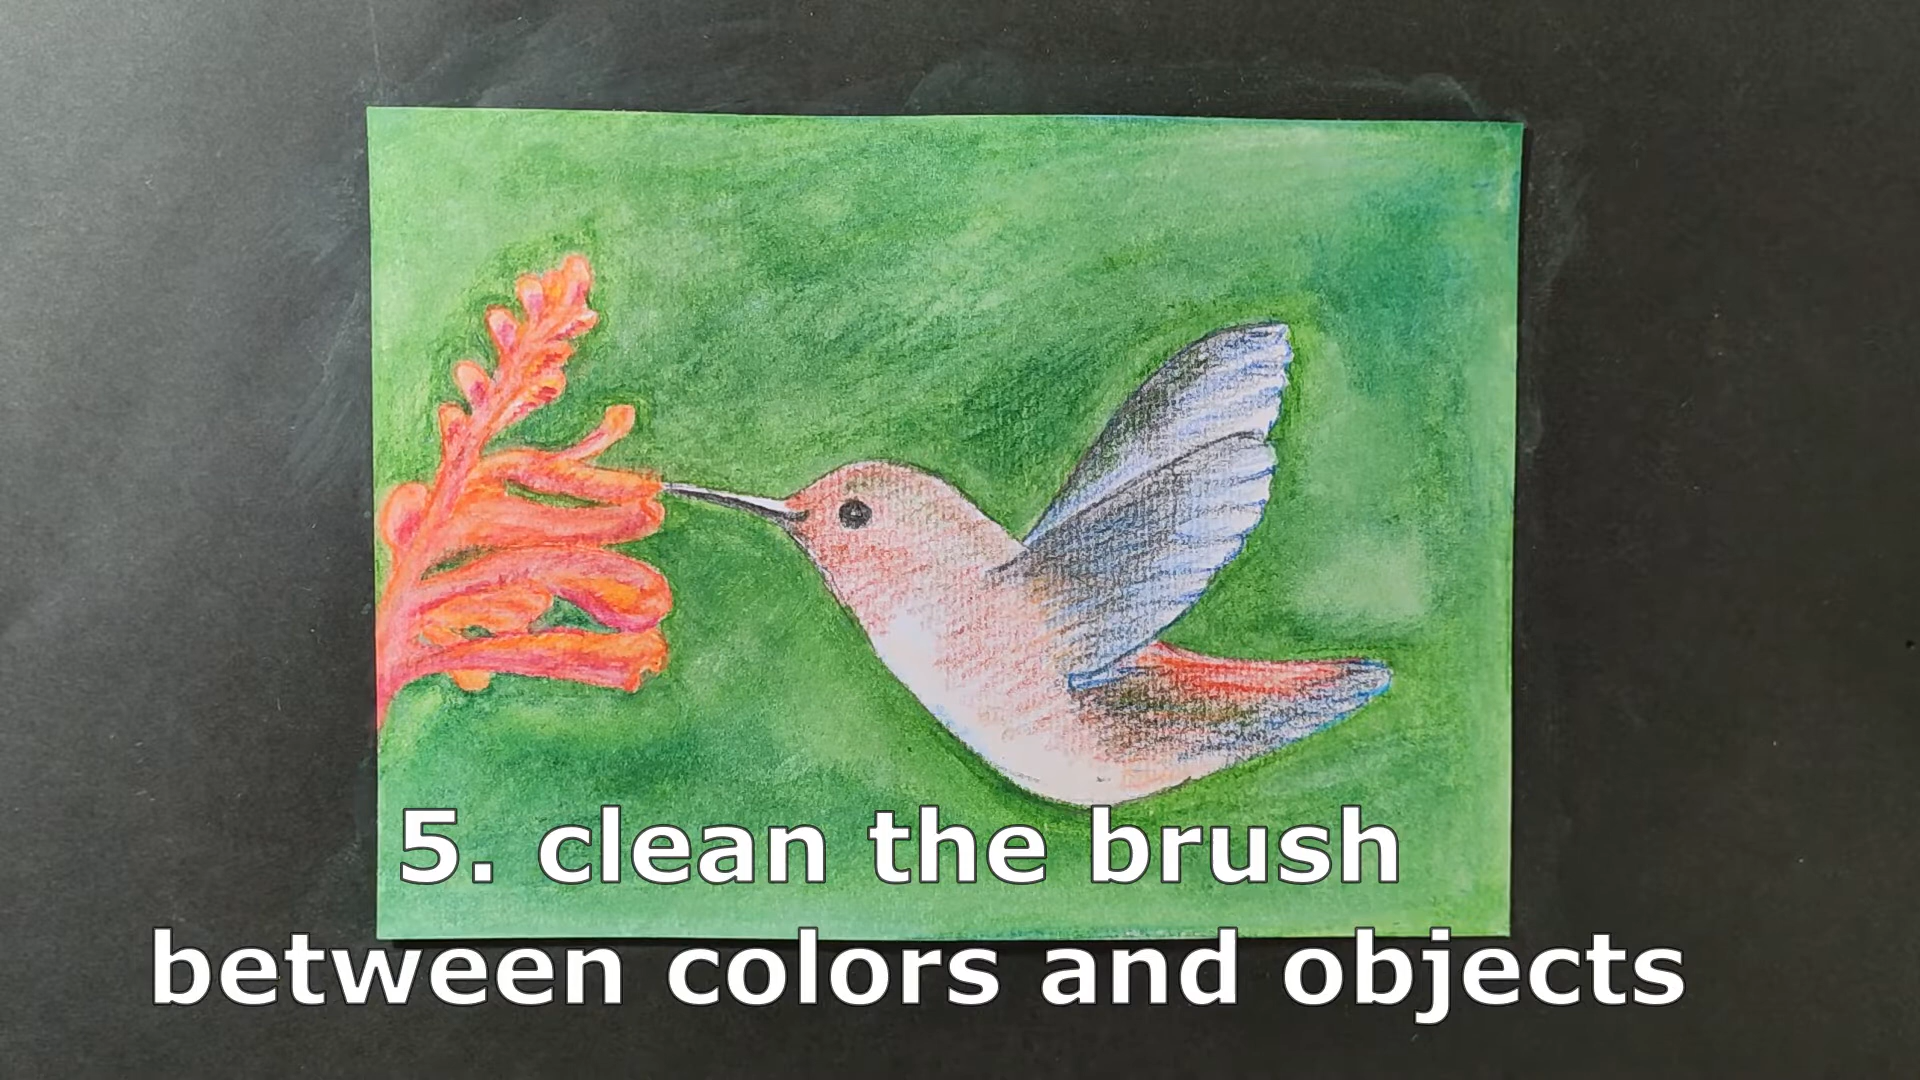 5. clean the brush
between colors and objects